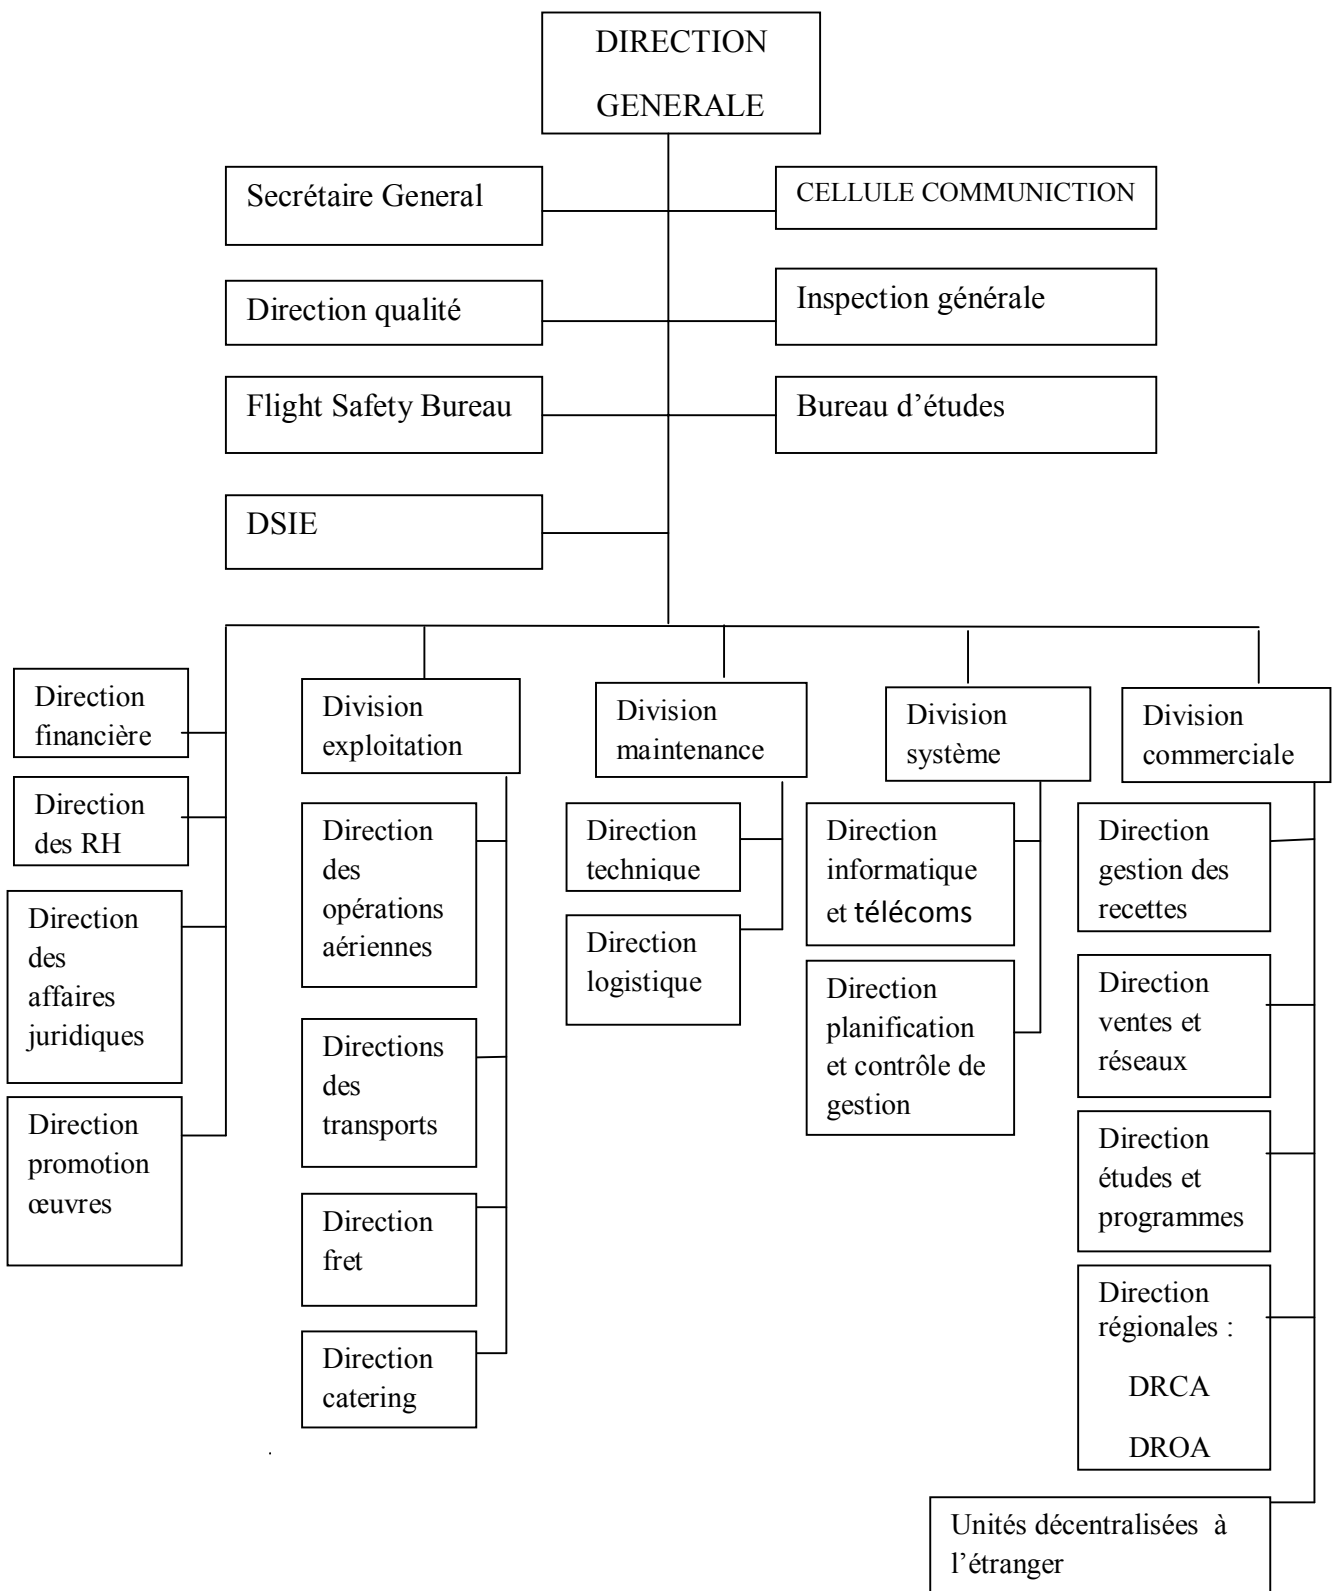 DIRECTION
GENERALE
Secrétaire General
CELLULE COMMUNICTION
Direction qualité
Inspection générale
Flight Safety Bureau
Bureau d’études
DSIE
Direction
financière
Direction
des RH
Direction
des
affaires
juridiques
Direction
promotion
œuvres
Division
exploitation
Direction
des
opérations
aériennes
Directions
des
transports
Direction
fret
Direction
catering
Division
maintenance
Direction
technique
Direction
logistique
Division
système
Direction
informatique
et télécoms
Direction
planification
et contrôle de
gestion
Division
commerciale
Direction
gestion des
recettes
Direction
ventes et
réseaux
Direction
études et
programmes
Direction
régionales :
DRCA
DROA
Unités décentralisées à
l’étranger